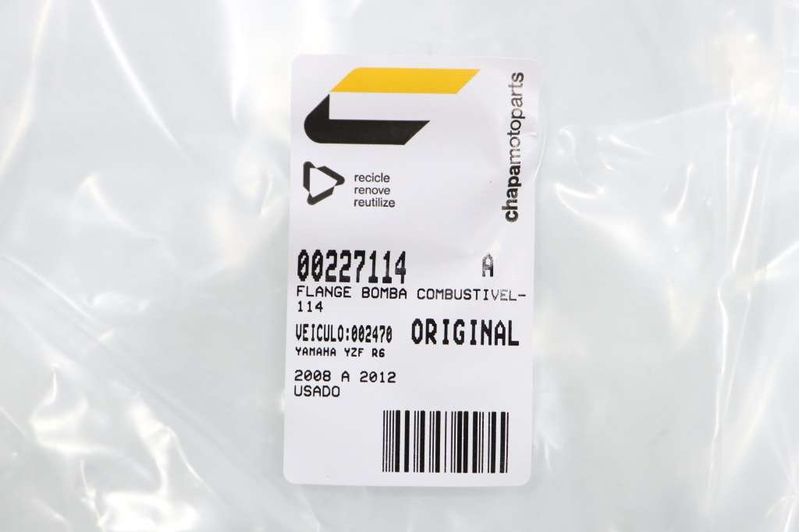 chapamotoparts
recicle
renove
reutilize
00227114 A
FLANGE BOMBA COMBUSTIVEL-
114
VEICULO:002470 ORIGINAL
YAMAHA YZF R6
2008 A 2012
USADO